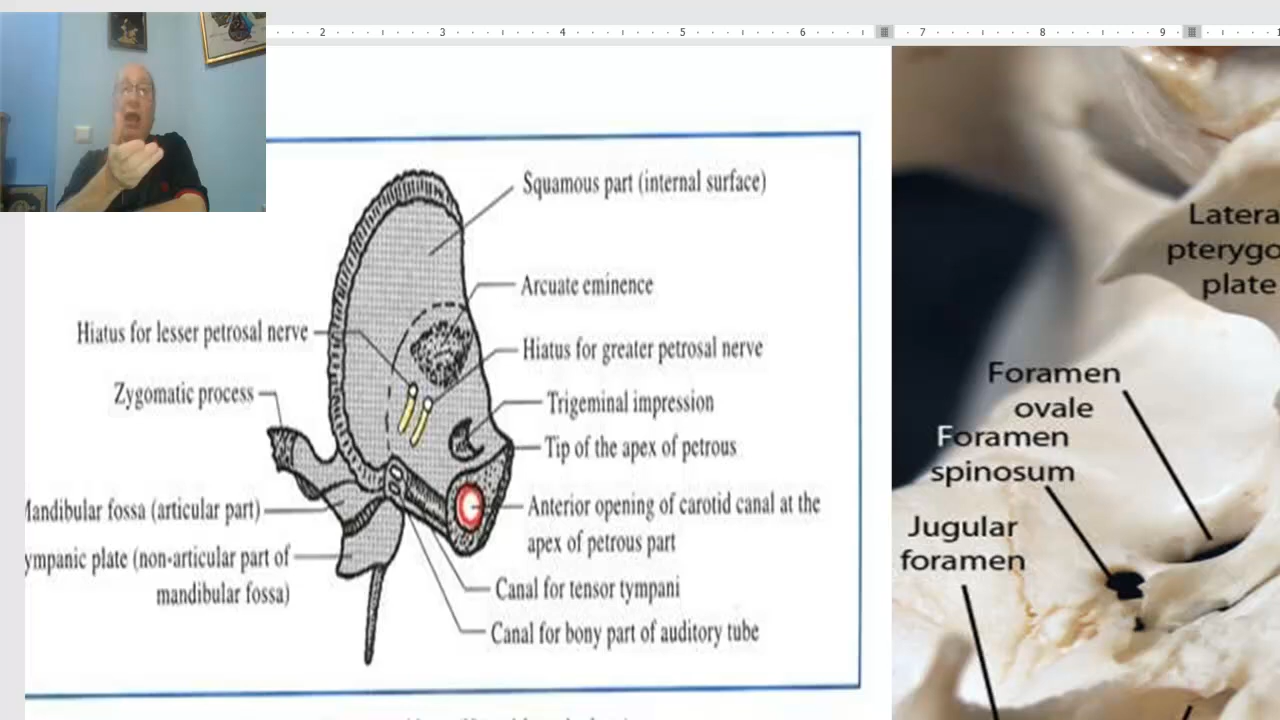 2 3 4 5 6 7 8 9
Squamous part (internal surface)
Arcuate eminence
Hiatus for lesser petrosal nerve
Hiatus for greater petrosal nerve
Zygomatic process
Trigeminal impression
Tip of the apex of petrous
Mandibular fossa (articular part)
Anterior opening of carotid canal at the
apex of petrous part
ympanic plate (non-articular part of
mandibular fossa)
Canal for tensor tympani
Canal for bony part of auditory tube
Latera
pterygo
plate
Foramen
ovale
Foramen
spinosum
Jugular
foramen